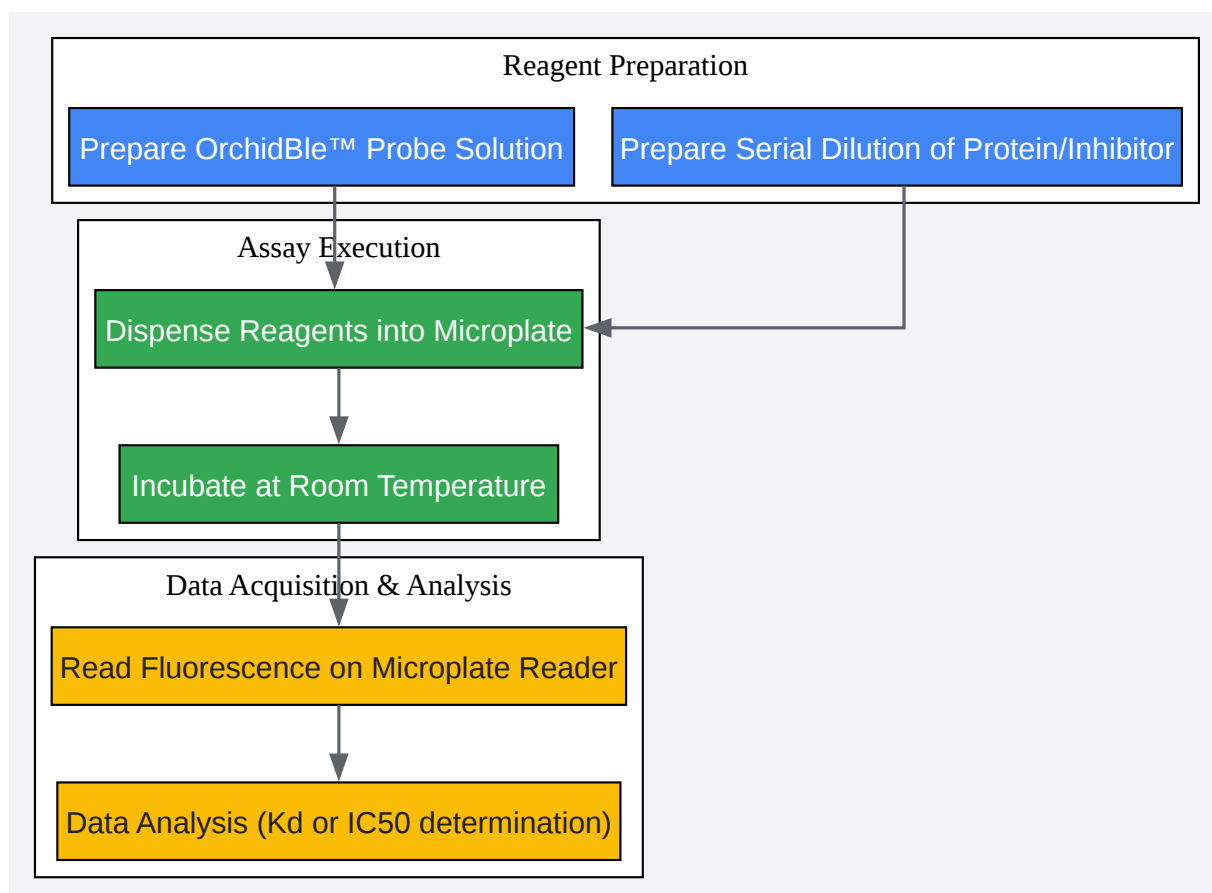 Reagent Preparation
Prepare OrchidBle™ Probe Solution
Prepare Serial Dilution of Protein/Inhibitor
Assay Execution
Dispense Reagents into Microplate
Incubate at Room Temperature
Data Acquisition & Analysis
Read Fluorescence on Microplate Reader
Data Analysis (Kd or IC50 determination)